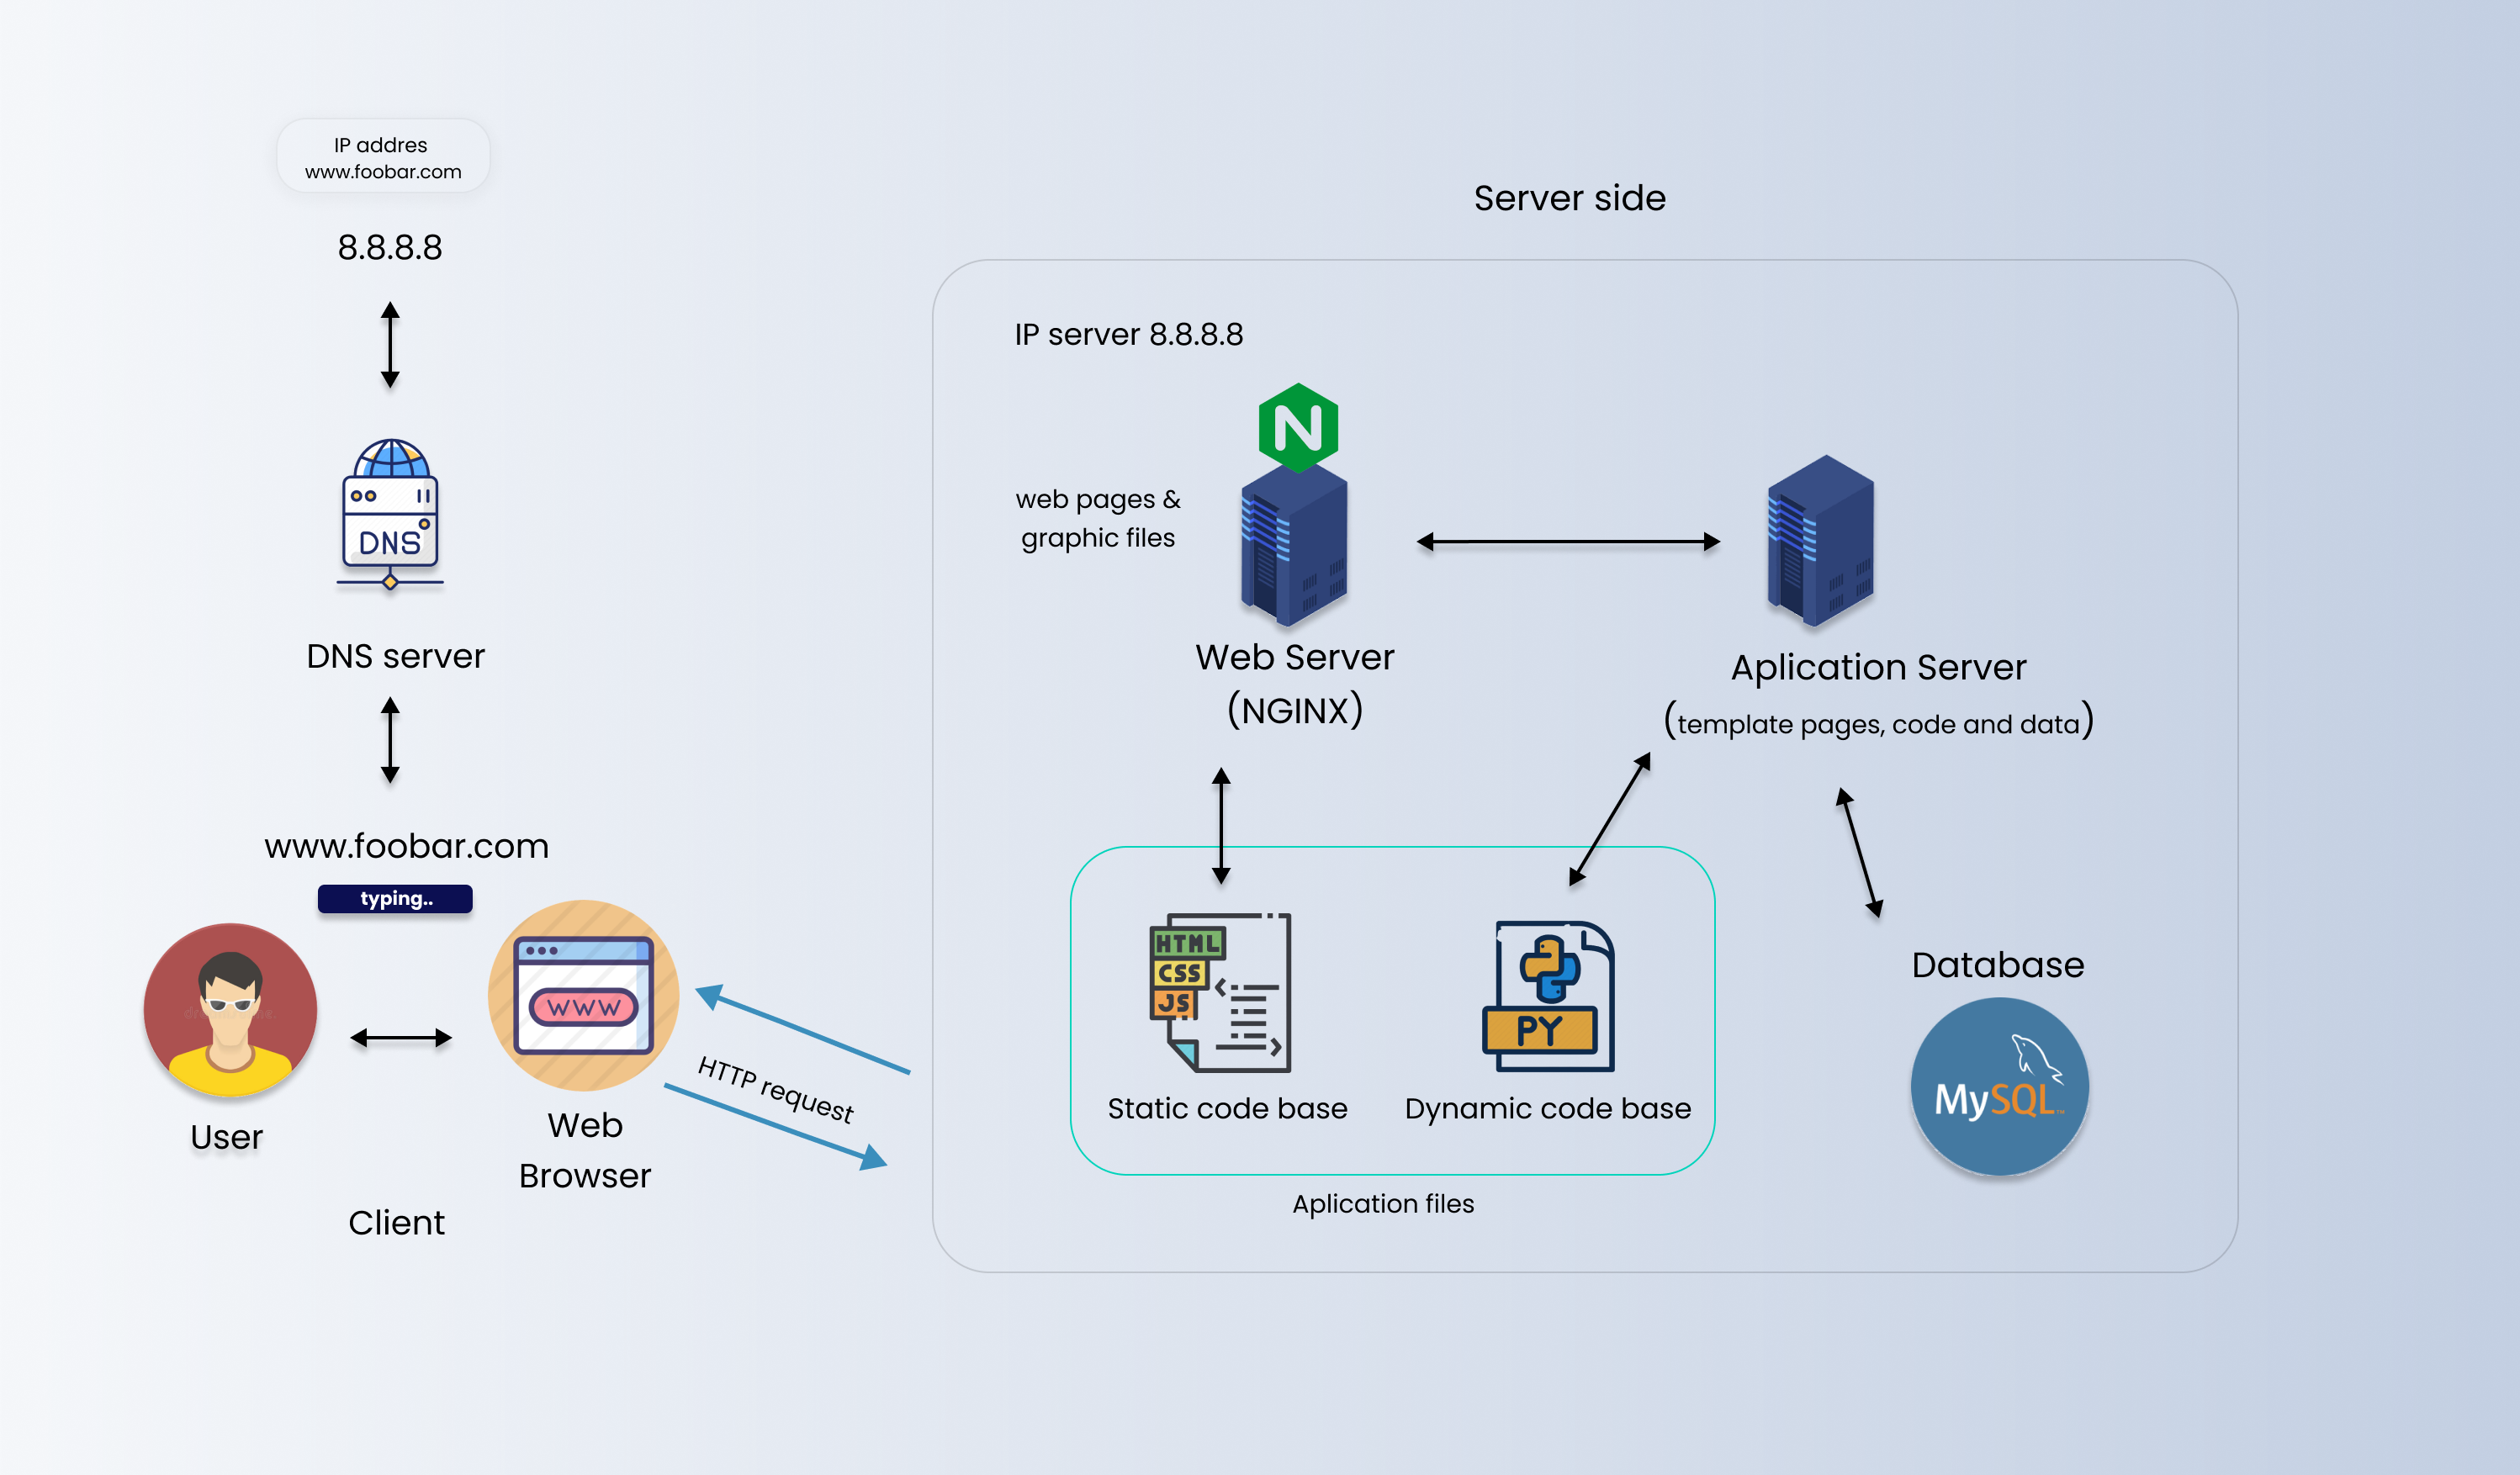 IP addres
www.foobar.com
8.8.8.8
DNS
DNS server
www.foobar.com
typing..
User
WWW
Web
Browser
Client
HTTP request
Server side
IP server 8.8.8.8
N
web pages &
graphic files
Web Server
(NGINX)
Aplication Server
(template pages, code and data)
HTML
CSS
JS
Static code base
PY
Dynamic code base
Aplication files
Database
MySQL™